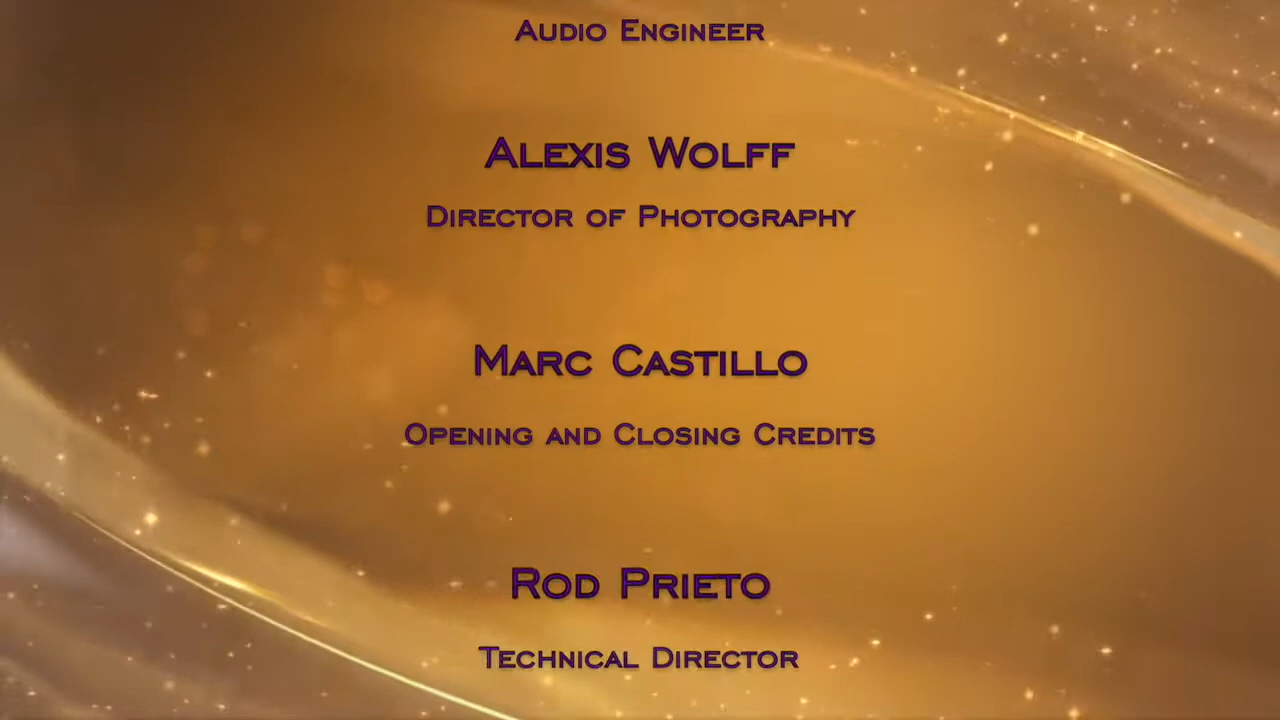 Audio Engineer
Alexis Wolff
Director of Photography
Marc Castillo
Opening and Closing Credits
Rod Prieto
Technical Director